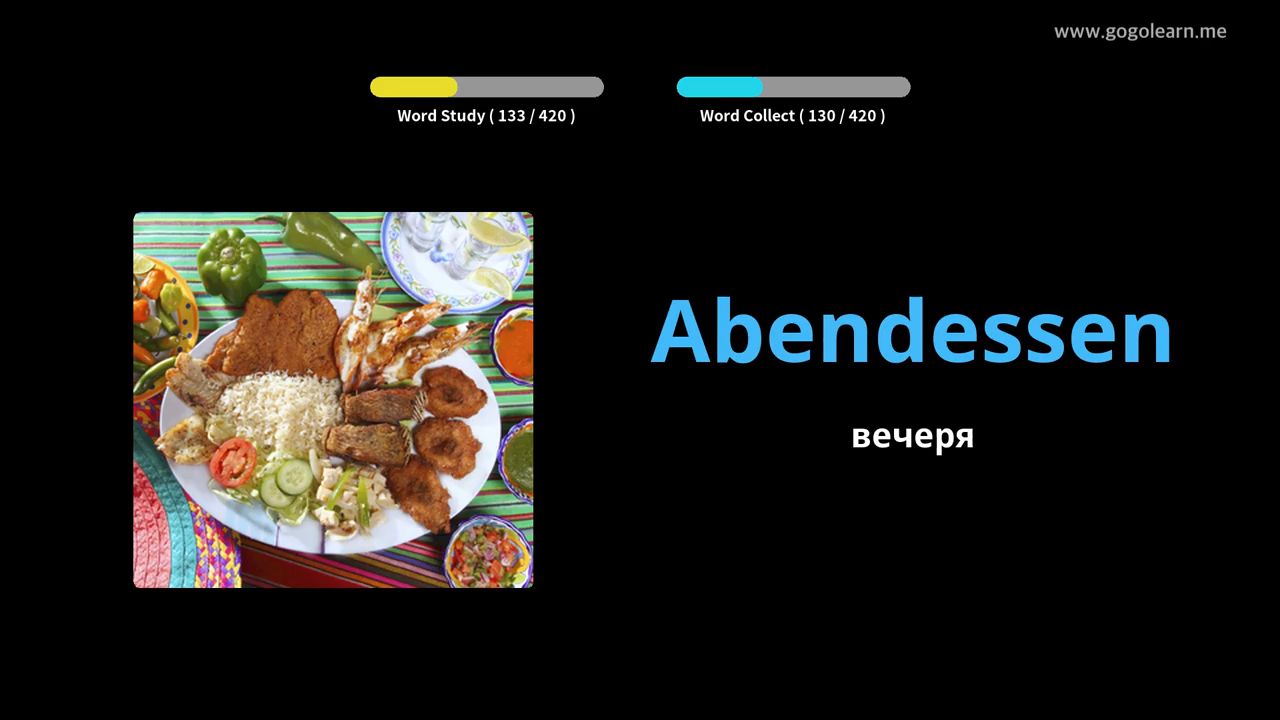 www.gogolearn.me
Word Study ( 133 / 420 )
Word Collect ( 130 / 420 )
Abendessen
вечеря